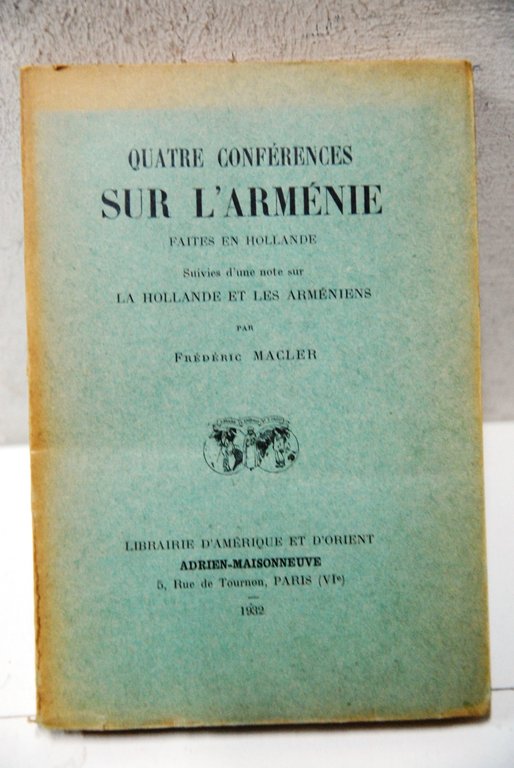 QUATRE CONFÉRENCES
SUR L'ARMÉNIE
FAITES EN HOLLANDE
Suivies d'une note sur
LA HOLLANDE ET LES ARMÉNIENS
PAR
FRÉDÉRIC MACLER
LIBRAIRIE D'AMÉRIQUE ET D'ORIENT
ADRIEN-MAISONNEUVE
5, Rue de Tournon, PARIS (VIe)
1932